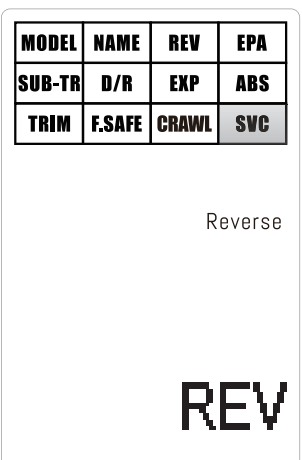 MODEL NAME REV EPA
SUB-TR D/R EXP ABS
TRIM F.SAFE CRAWL SVC
Reverse
REV